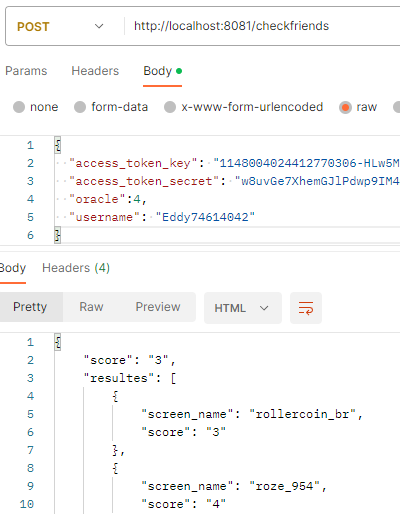 POST http://localhost:8081/checkfriends
Params Headers Body
none form-data x-www-form-urlencoded raw
1 {
2 "access_token_key": "1148004024412770306-HLw5M
3 "access_token_secret": "w8uvGe7XhemGJlPdwp9IM4
4 "oracle":4,
5 "username": "Eddy74614042"
6 }
Body Headers (4)
Pretty Raw Preview HTML
1 {
2 "score": "3",
3 "resultes": [
4 {
5 "screen_name": "rollercoin_br",
6 "score": "3"
7 },
8 {
9 "screen_name": "roze_954",
10 "score": "4"